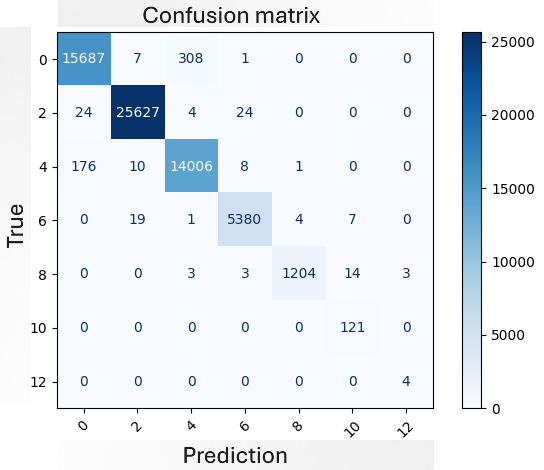 Confusion matrix
0 15687 7 308 1 0 0 0
2 24 25627 4 24 0 0 0
4 176 10 14006 8 1 0 0
6 0 19 1 5380 4 7 0
8 0 0 3 3 1204 14 3
10 0 0 0 0 0 121 0
12 0 0 0 0 0 0 4
0 2 4 6 8 10 12
True
Prediction
25000
20000
15000
10000
5000
0